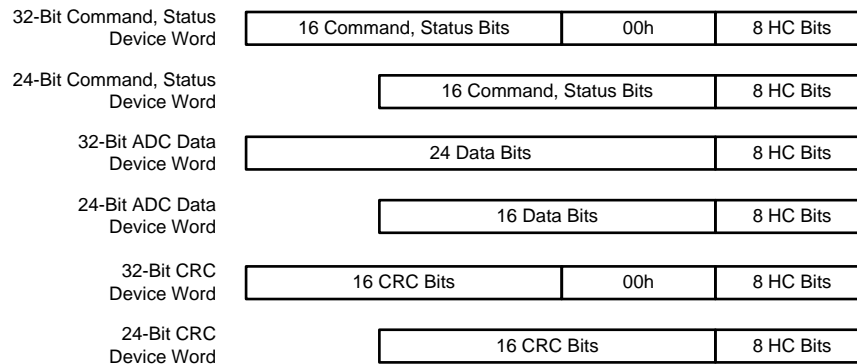 32-Bit Command, Status
Device Word
16 Command, Status Bits
00h
8 HC Bits
24-Bit Command, Status
Device Word
16 Command, Status Bits
8 HC Bits
32-Bit ADC Data
Device Word
24 Data Bits
8 HC Bits
24-Bit ADC Data
Device Word
16 Data Bits
8 HC Bits
32-Bit CRC
Device Word
16 CRC Bits
00h
8 HC Bits
24-Bit CRC
Device Word
16 CRC Bits
8 HC Bits